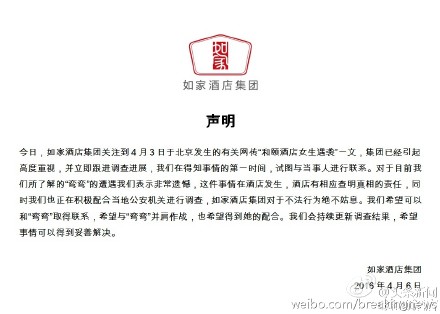 如家
如家酒店集团
声明
今日，如家酒店集团关注到4月3日于北京发生的有关网传“和颐酒店女生遇袭”一文，集团已经引起
高度重视，并立即跟进调查进展，我们在得知事情的第一时间，试图与当事人进行联系。对于目前我
们所了解的“弯弯”的遭遇我们表示非常遗憾，这件事情在酒店发生，酒店有相应查明真相的责任，同
时我们也正在积极配合当地公安机关进行调查，如家酒店集团对于不法行为绝不姑息。我们希望可以
和“弯弯”取得联系，希望与“弯弯”并肩作战，也希望得到她的配合。我们会持续更新调查结果，希望
事情可以得到妥善解决。
如家酒店集团
2016年4月6日
@头条新闻
weibo.com/breakingnews